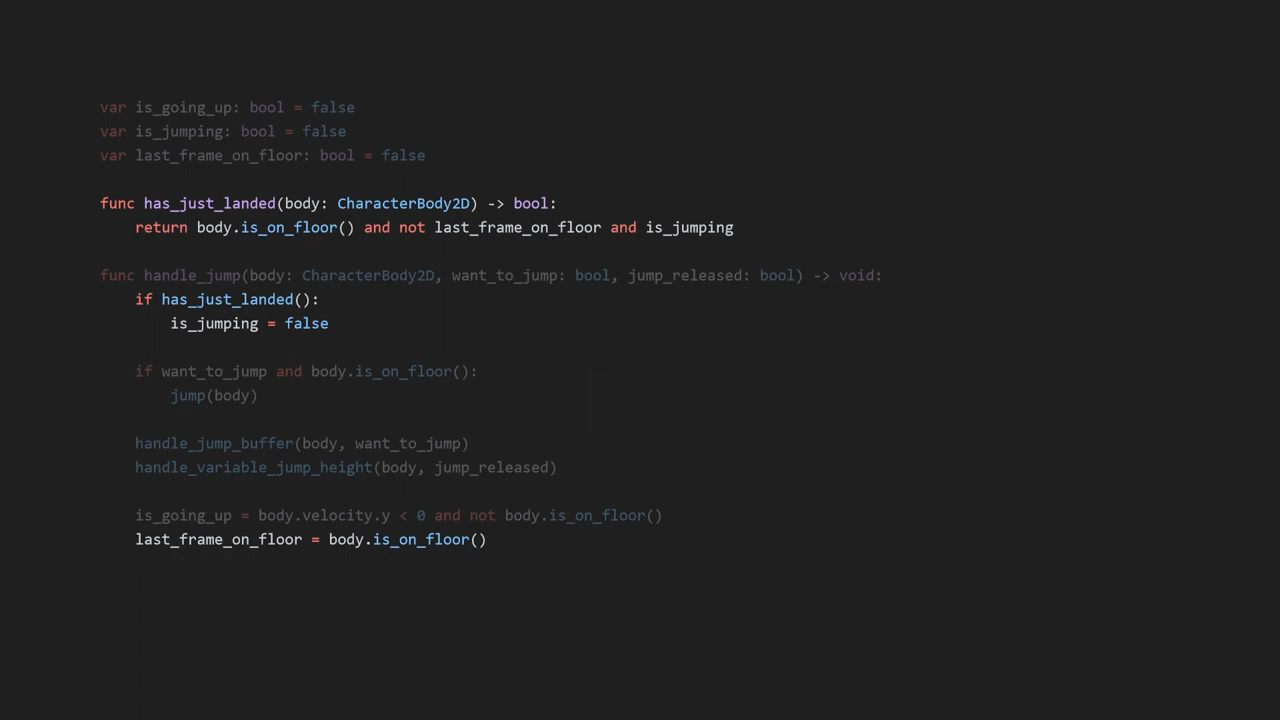 var is_going_up: bool = false
var is_jumping: bool = false
var last_frame_on_floor: bool = false
func has_just_landed(body: CharacterBody2D) -> bool:
return body.is_on_floor() and not last_frame_on_floor and is_jumping
func handle_jump(body: CharacterBody2D, want_to_jump: bool, jump_released: bool) -> void:
if has_just_landed():
is_jumping = false
if want_to_jump and body.is_on_floor():
jump(body)
handle_jump_buffer(body, want_to_jump)
handle_variable_jump_height(body, jump_released)
is_going_up = body.velocity.y < 0 and not body.is_on_floor()
last_frame_on_floor = body.is_on_floor()